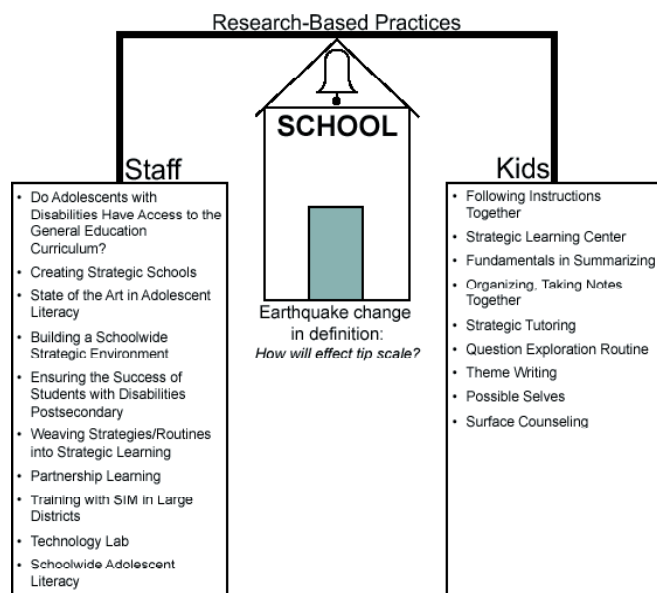 Research-Based Practices
SCHOOL
Staff
• Do Adolescents with
Disabilities Have Access to the
General Education
Curriculum?
• Creating Strategic Schools
• State of the Art in Adolescent
Literacy
• Building a Schoolwide
Strategic Environment
• Ensuring the Success of
Students with Disabilities
Postsecondary
• Weaving Strategies/Routines
into Strategic Learning
• Partnership Learning
• Training with SIM in Large
Districts
• Technology Lab
• Schoolwide Adolescent
Literacy
Earthquake change
in definition:
How will effect tip scale?
Kids
• Following Instructions
Together
• Strategic Learning Center
• Fundamentals in Summarizing
• Organizing, Taking Notes
Together
• Strategic Tutoring
• Question Exploration Routine
• Theme Writing
• Possible Selves
• Surface Counseling